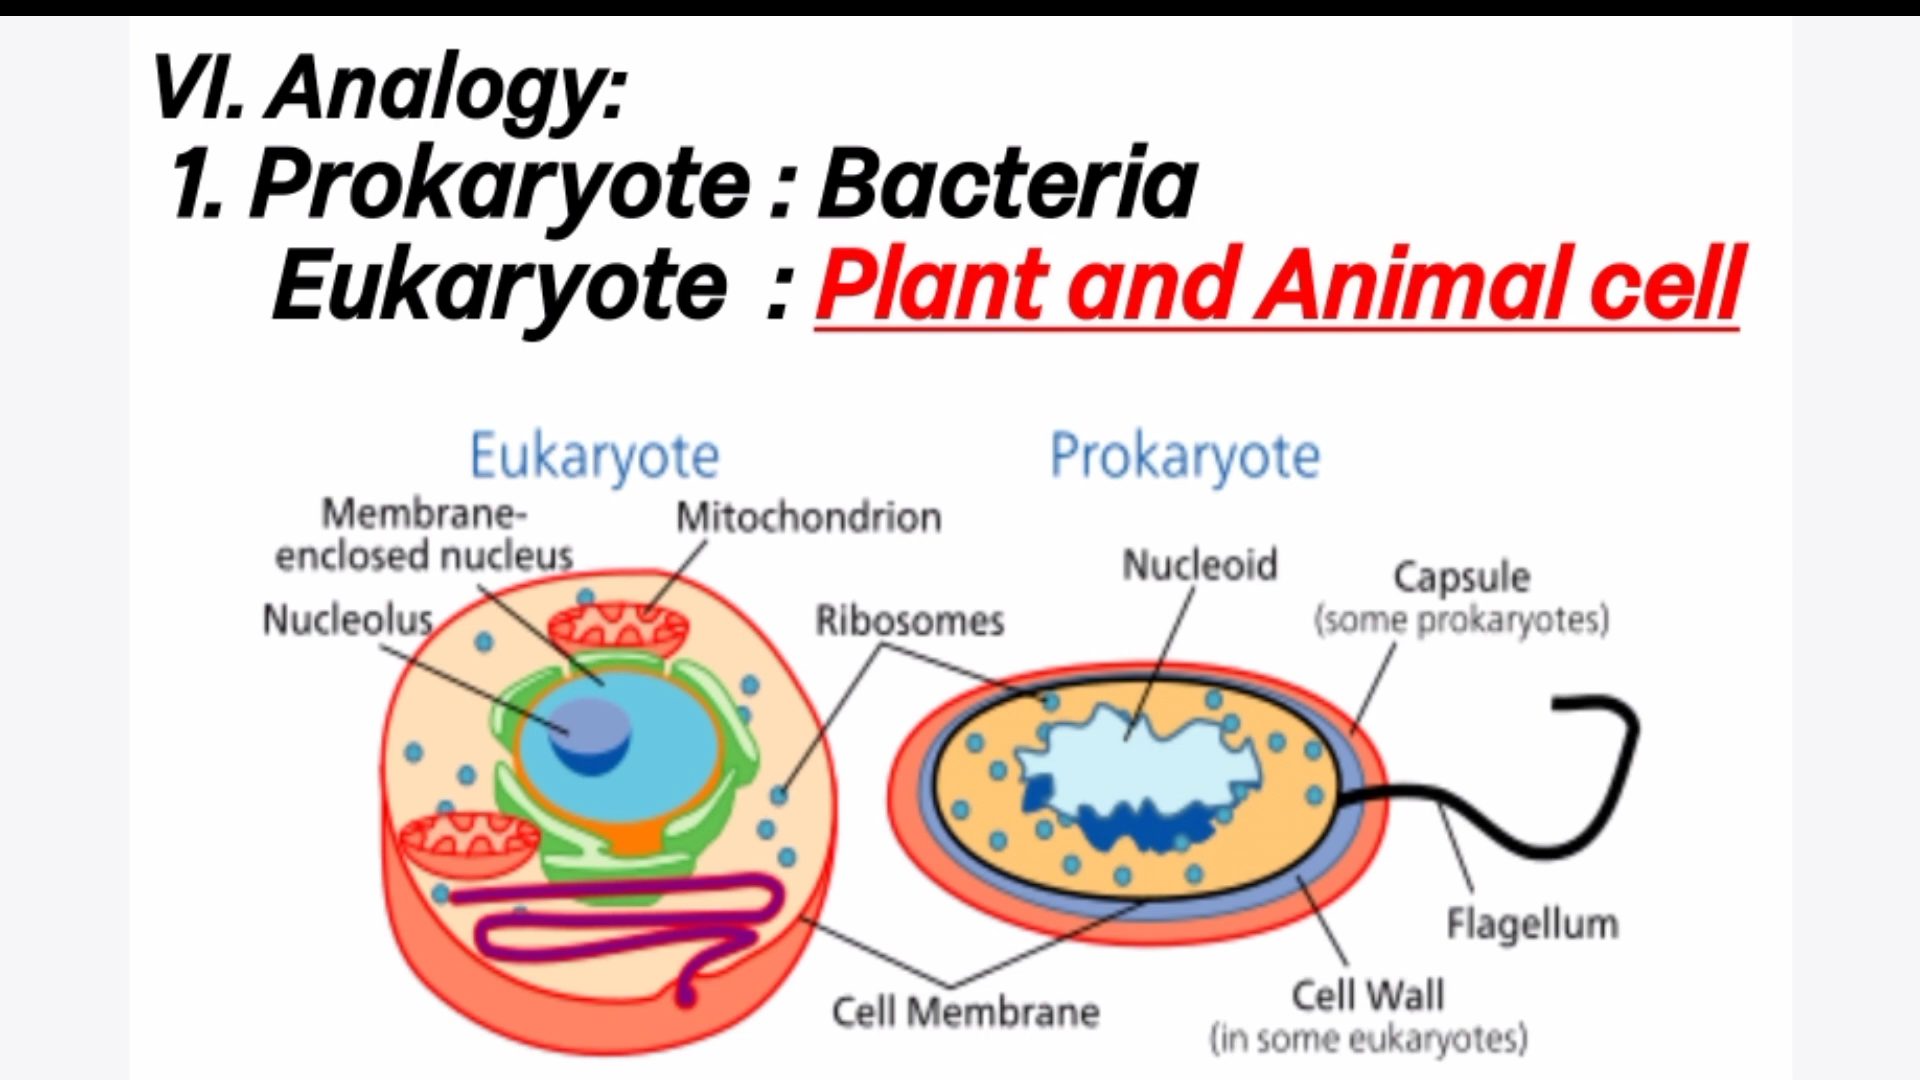 VI. Analogy:
1. Prokaryote : Bacteria
Eukaryote : Plant and Animal cell
Eukaryote
Prokaryote
Membrane-
enclosed nucleus
Mitochondrion
Nucleolus
Ribosomes
Nucleoid
Capsule
(some prokaryotes)
Flagellum
Cell Membrane
Cell Wall
(in some eukaryotes)